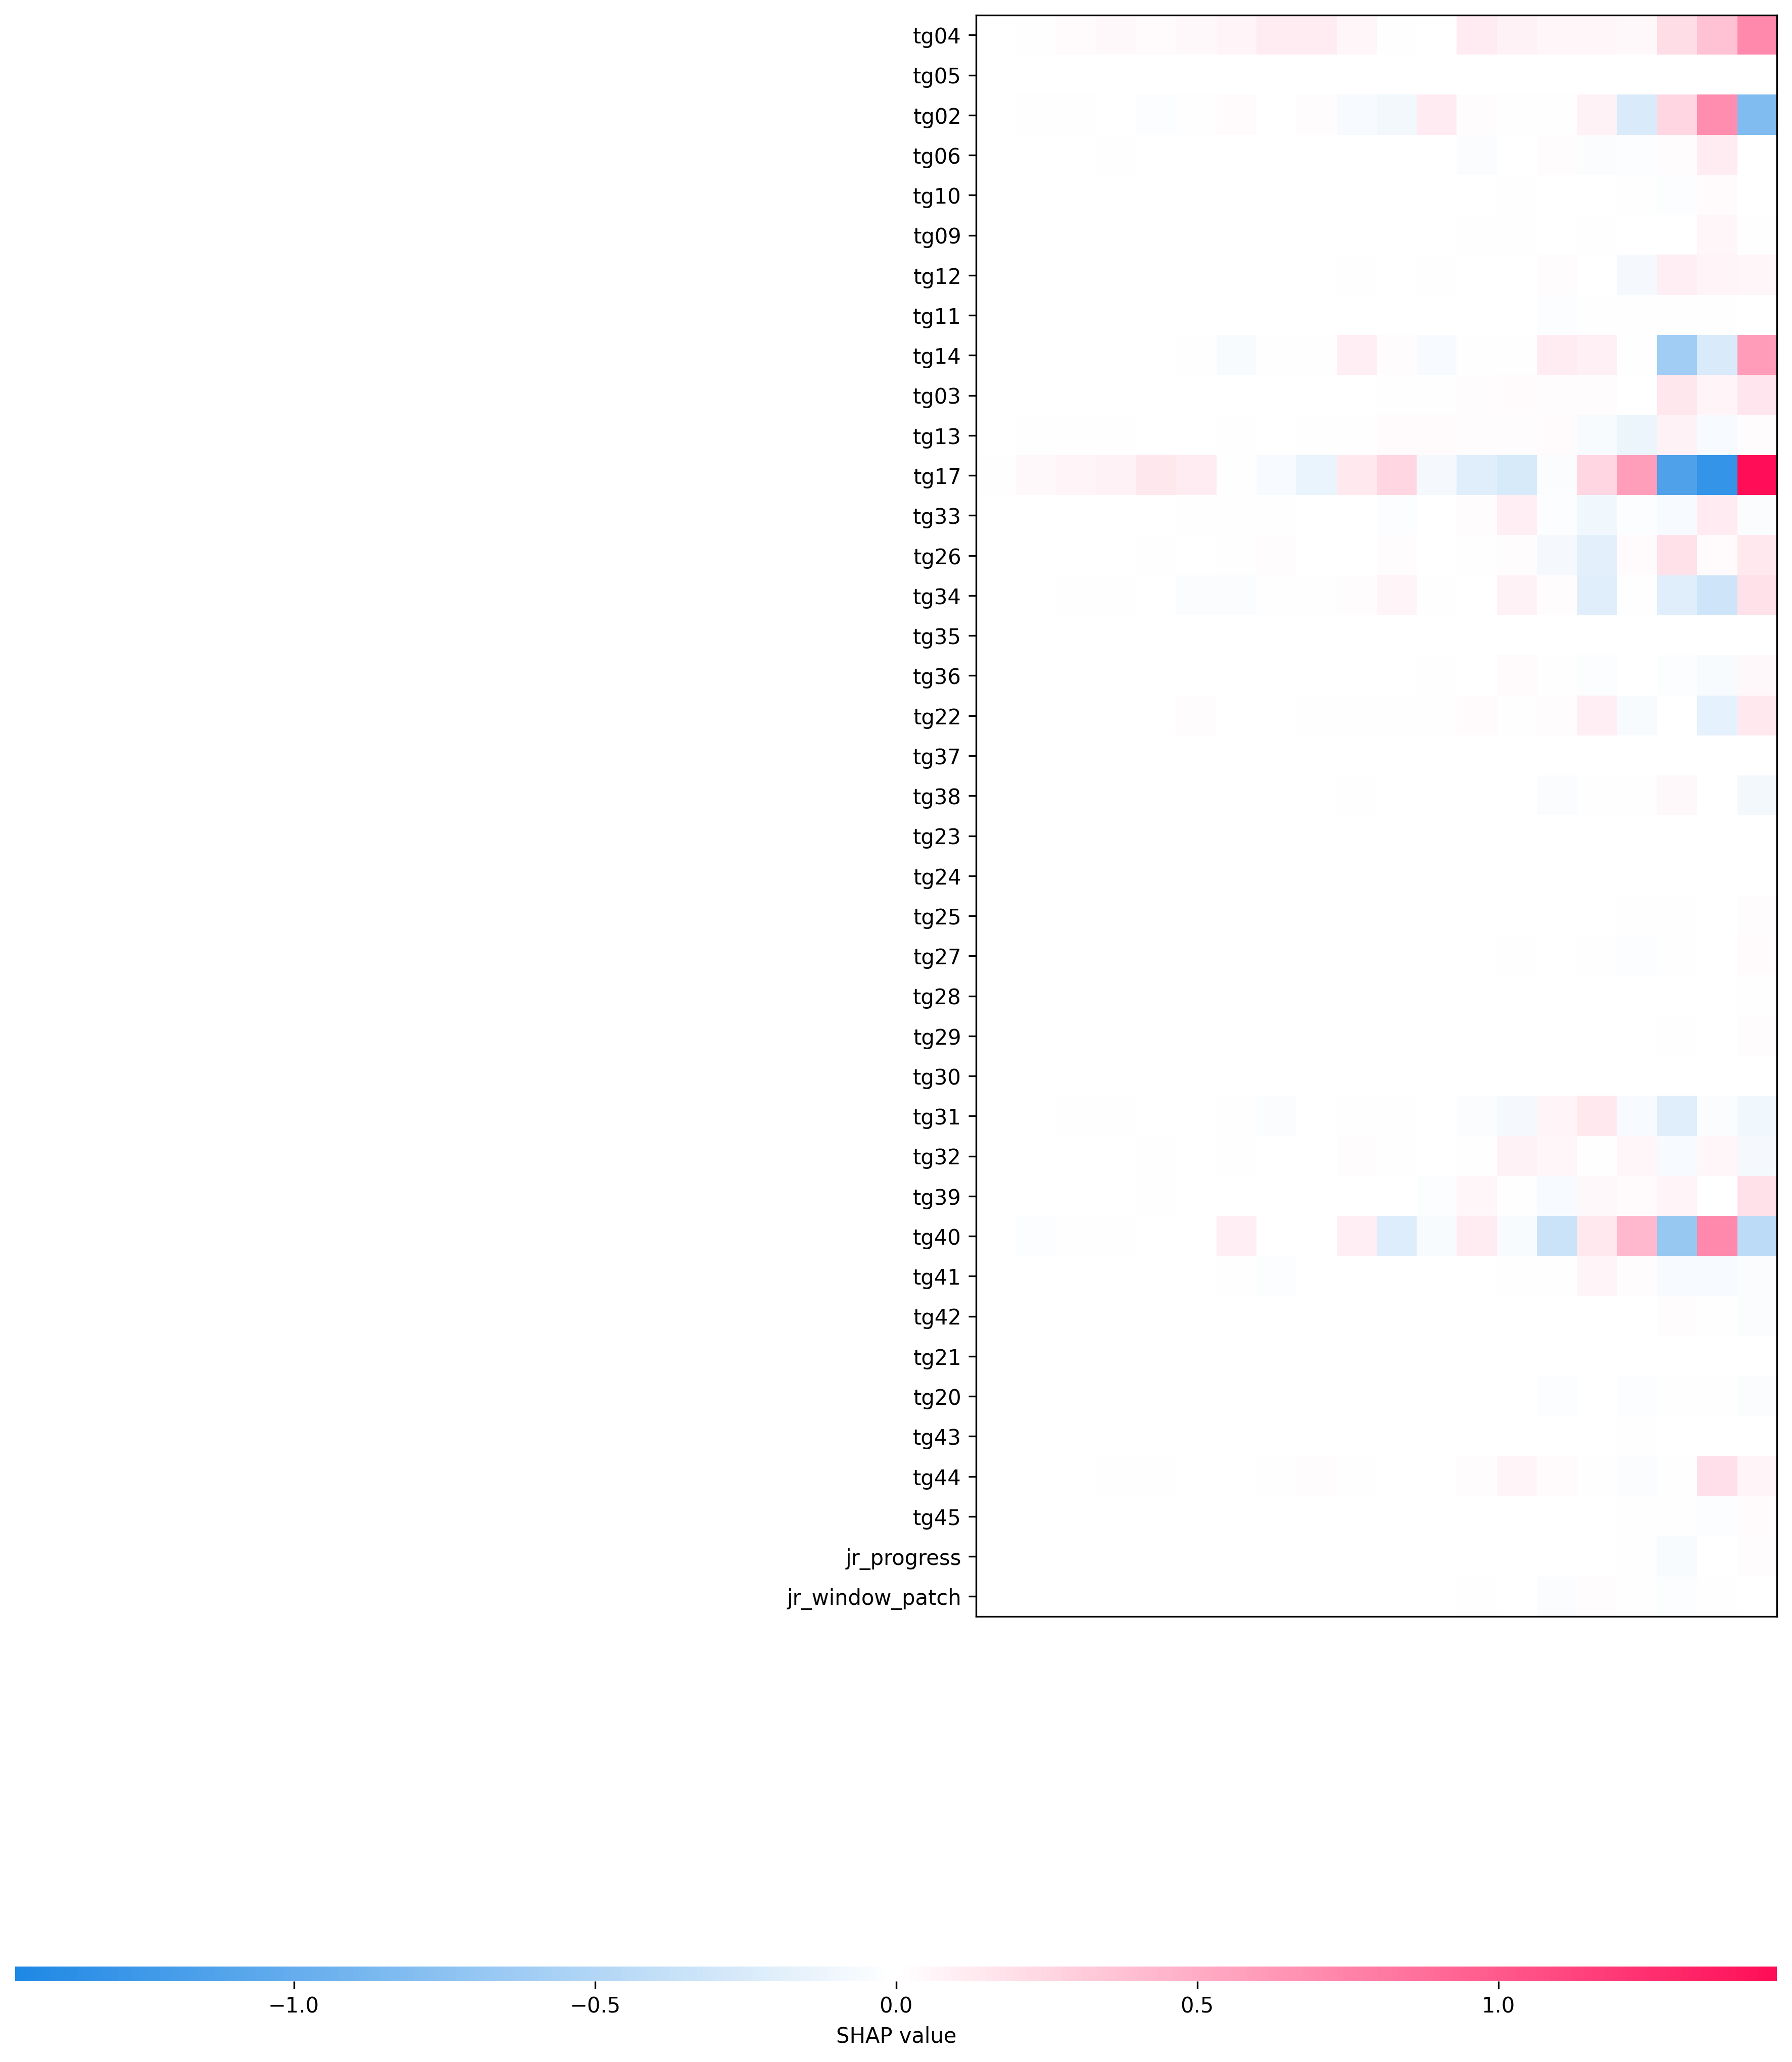 tg04
tg05
tg02
tg06
tg10
tg09
tg12
tg11
tg14
tg03
tg13
tg17
tg33
tg26
tg34
tg35
tg36
tg22
tg37
tg38
tg23
tg24
tg25
tg27
tg28
tg29
tg30
tg31
tg32
tg39
tg40
tg41
tg42
tg21
tg20
tg43
tg44
tg45
jr_progress
jr_window_patch
−1.0 −0.5 0.0 0.5 1.0
SHAP value